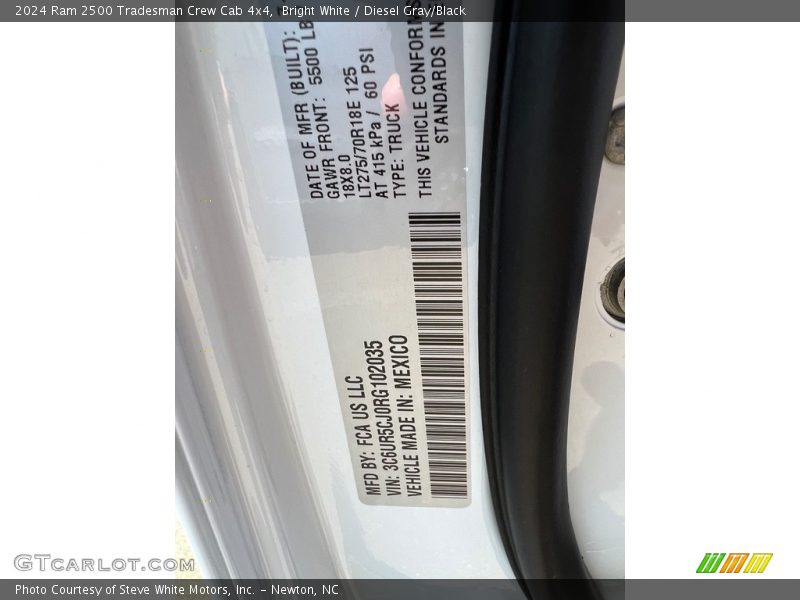 2024 Ram 2500 Tradesman Crew Cab 4x4, Bright White / Diesel Gray/Black
MFD BY: FCA US LLC
VIN: 3C6UR5CJ0RG102035
VEHICLE MADE IN: MEXICO
DATE OF MFR (BUILT):
GAWR FRONT: 5500 LB
18X8.0
LT275/70R18E 125
AT 415 kPa / 60 PSI
TYPE: TRUCK
THIS VEHICLE CONFORMS
STANDARDS IN
GTCARLOT.COM
Photo Courtesy of Steve White Motors, Inc. – Newton, NC